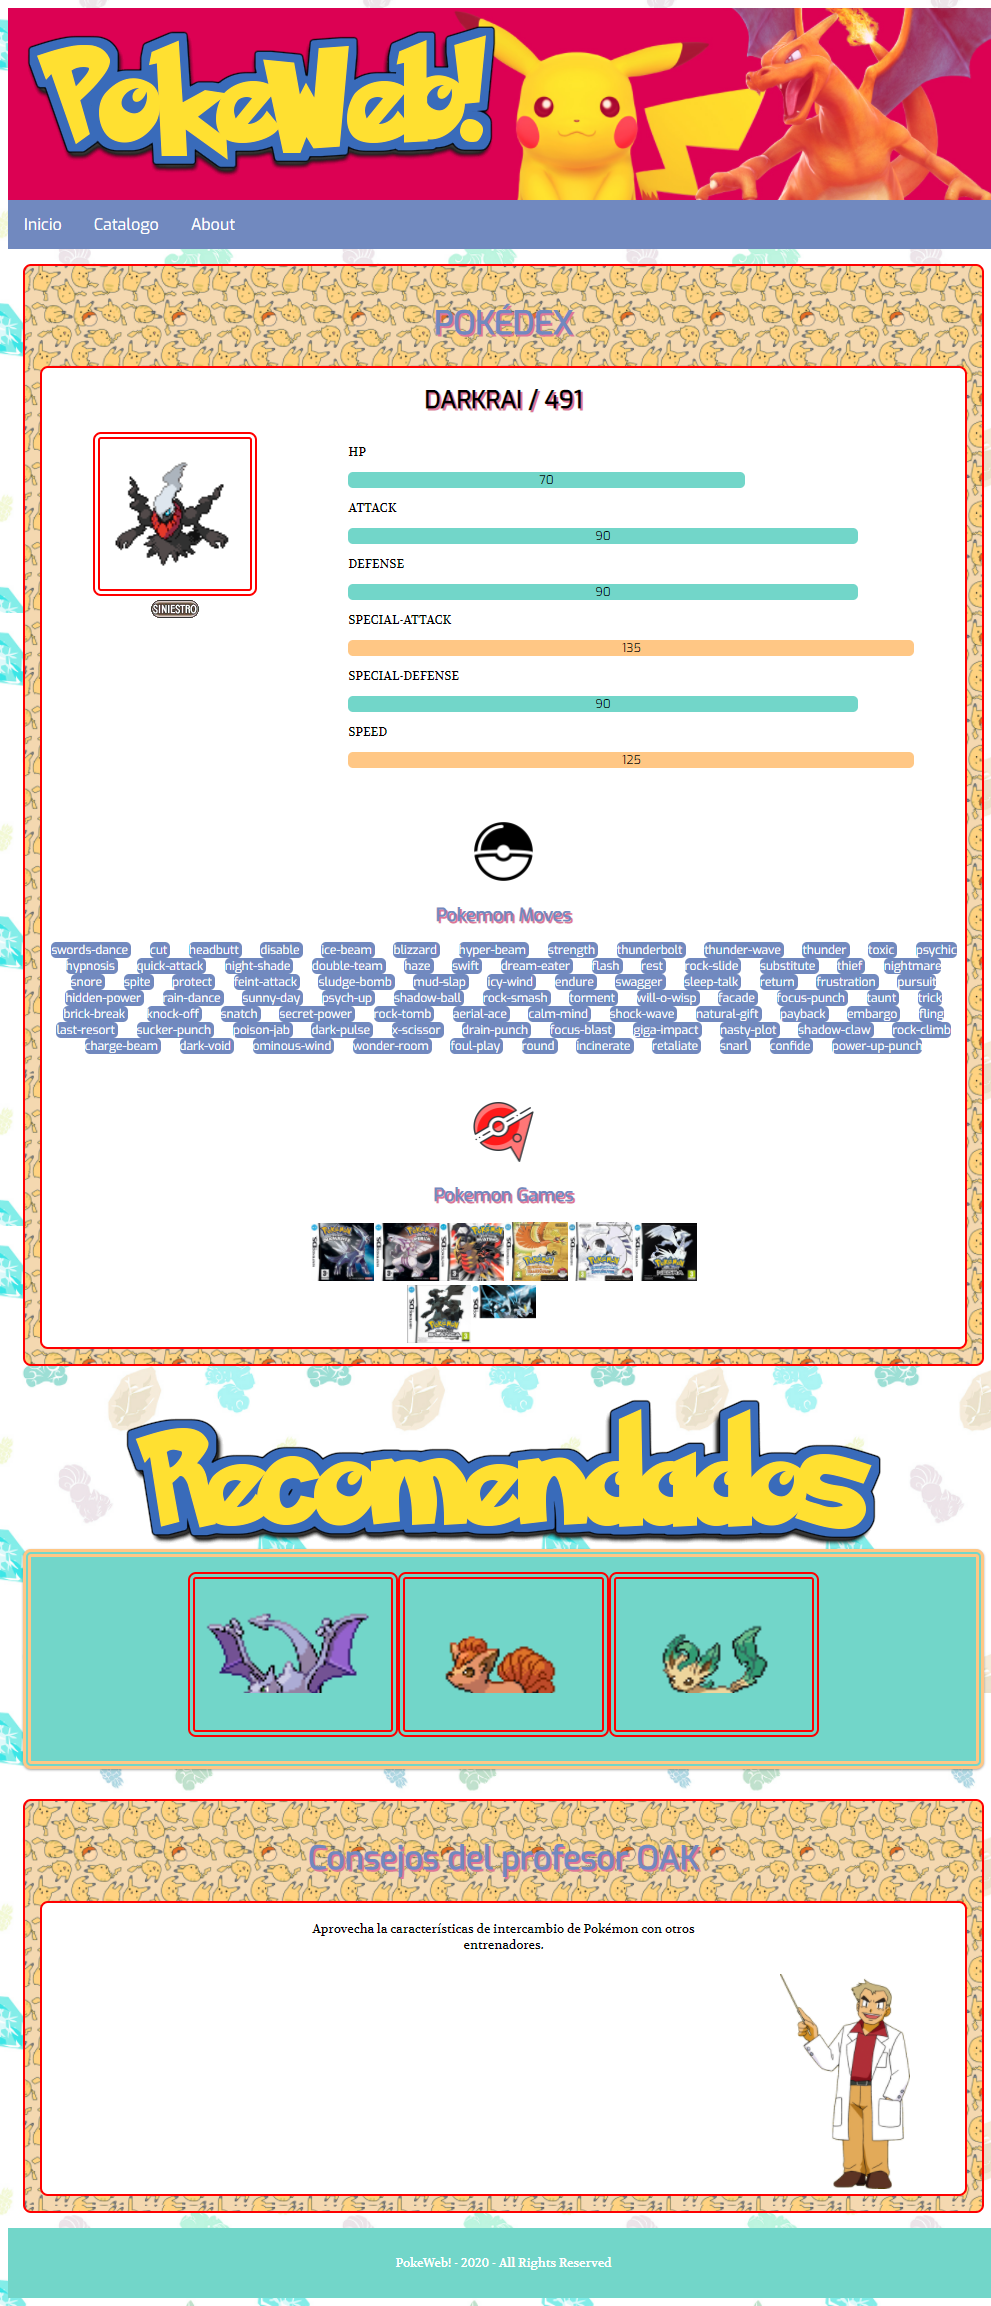 PokeWeb!
Inicio Catalogo About
POKÉDEX
DARKRAI / 491
SINIESTRO
HP
70
ATTACK
90
DEFENSE
90
SPECIAL-ATTACK
135
SPECIAL-DEFENSE
90
SPEED
125
Pokemon Moves
swords-dance cut headbutt disable ice-beam blizzard hyper-beam strength thunderbolt thunder-wave thunder toxic psychic
hypnosis quick-attack night-shade double-team haze swift dream-eater flash rest rock-slide substitute thief nightmare
snore spite protect feint-attack sludge-bomb mud-slap icy-wind endure swagger sleep-talk return frustration pursuit
hidden-power rain-dance sunny-day psych-up shadow-ball rock-smash torment will-o-wisp facade focus-punch taunt trick
brick-break knock-off snatch secret-power rock-tomb aerial-ace calm-mind shock-wave natural-gift payback embargo fling
last-resort sucker-punch poison-jab dark-pulse x-scissor drain-punch focus-blast giga-impact nasty-plot shadow-claw rock-climb
charge-beam dark-void ominous-wind wonder-room foul-play round incinerate retaliate snarl confide power-up-punch
Pokemon Games
Recomendados
Consejos del profesor OAK
Aprovecha la características de intercambio de Pokémon con otros
entrenadores.
PokeWeb! - 2020 - All Rights Reserved